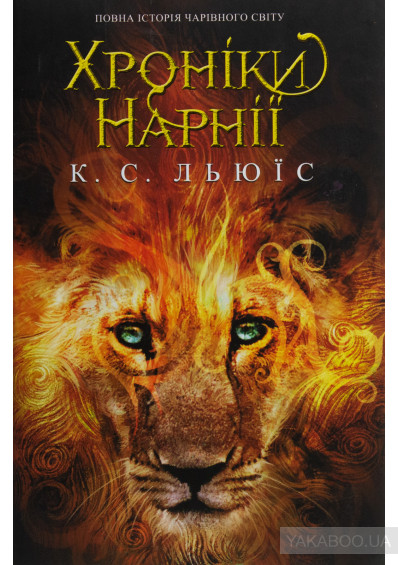 ПОВНА ІСТОРІЯ ЧАРІВНОГО СВІТУ
ХРОНІКИ
НАРНІЇ
К. С. ЛЬЮЇС
YAKABOO.UA